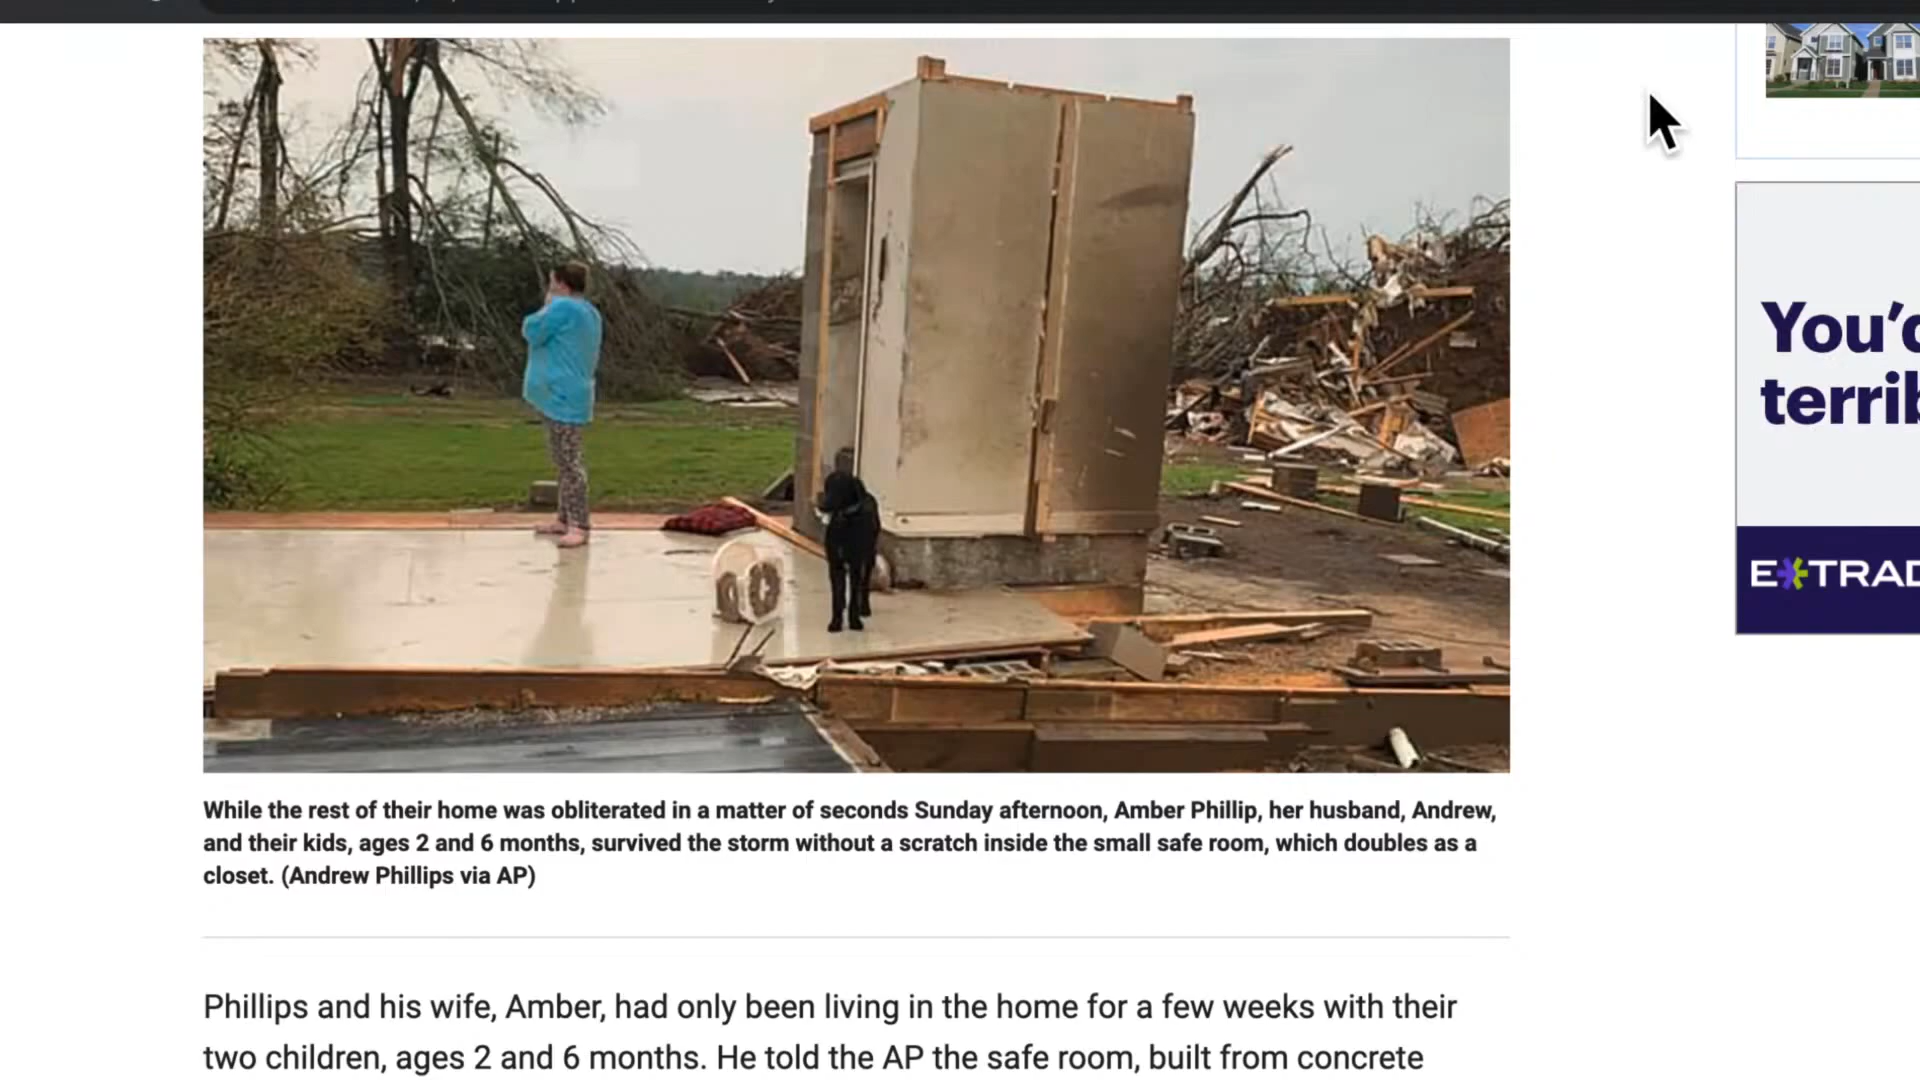 While the rest of their home was obliterated in a matter of seconds Sunday afternoon, Amber Phillip, her husband, Andrew,
and their kids, ages 2 and 6 months, survived the storm without a scratch inside the small safe room, which doubles as a
closet. (Andrew Phillips via AP)
Phillips and his wife, Amber, had only been living in the home for a few weeks with their
two children, ages 2 and 6 months. He told the AP the safe room, built from concrete
You'd
terrib
E*TRAD